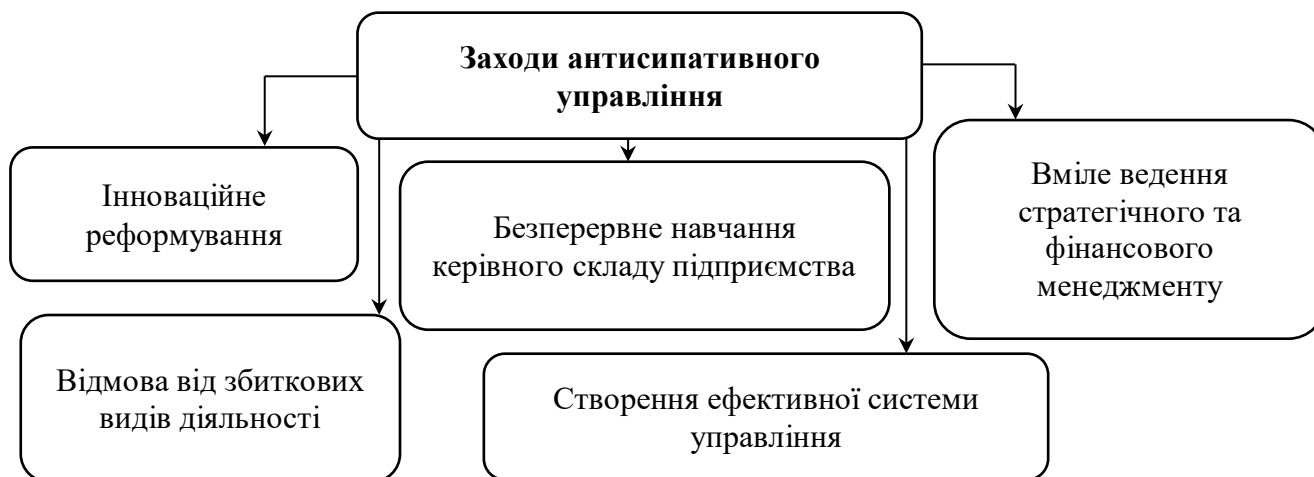 Заходи антисипативного
управління
Інноваційне
реформування
Безперервне навчання
керівного складу підприємства
Вміле ведення
стратегічного та
фінансового
менеджменту
Відмова від збиткових
видів діяльності
Створення ефективної системи
управління